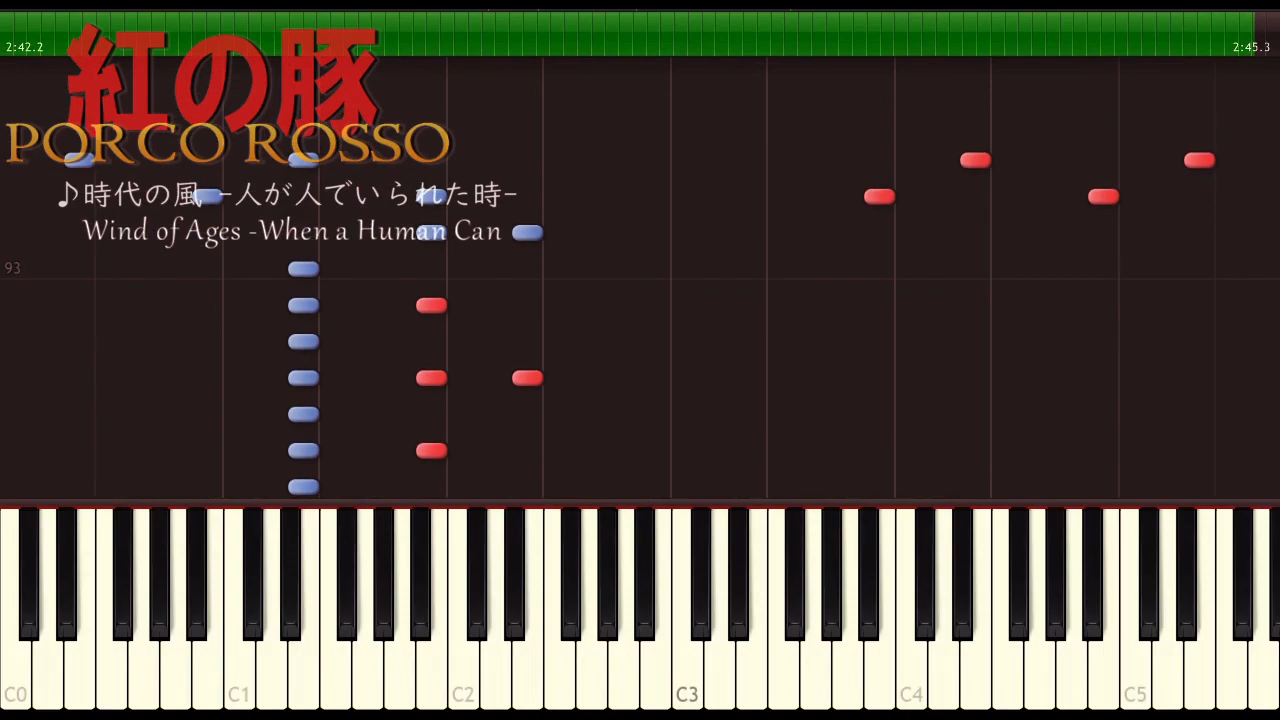 2:42.2
2:45.3
紅の豚
PORCO ROSSO
♪時代の風 -人が人でいられた時-
Wind of Ages -When a Human Can
93
C0 C1 C2 C3 C4 C5